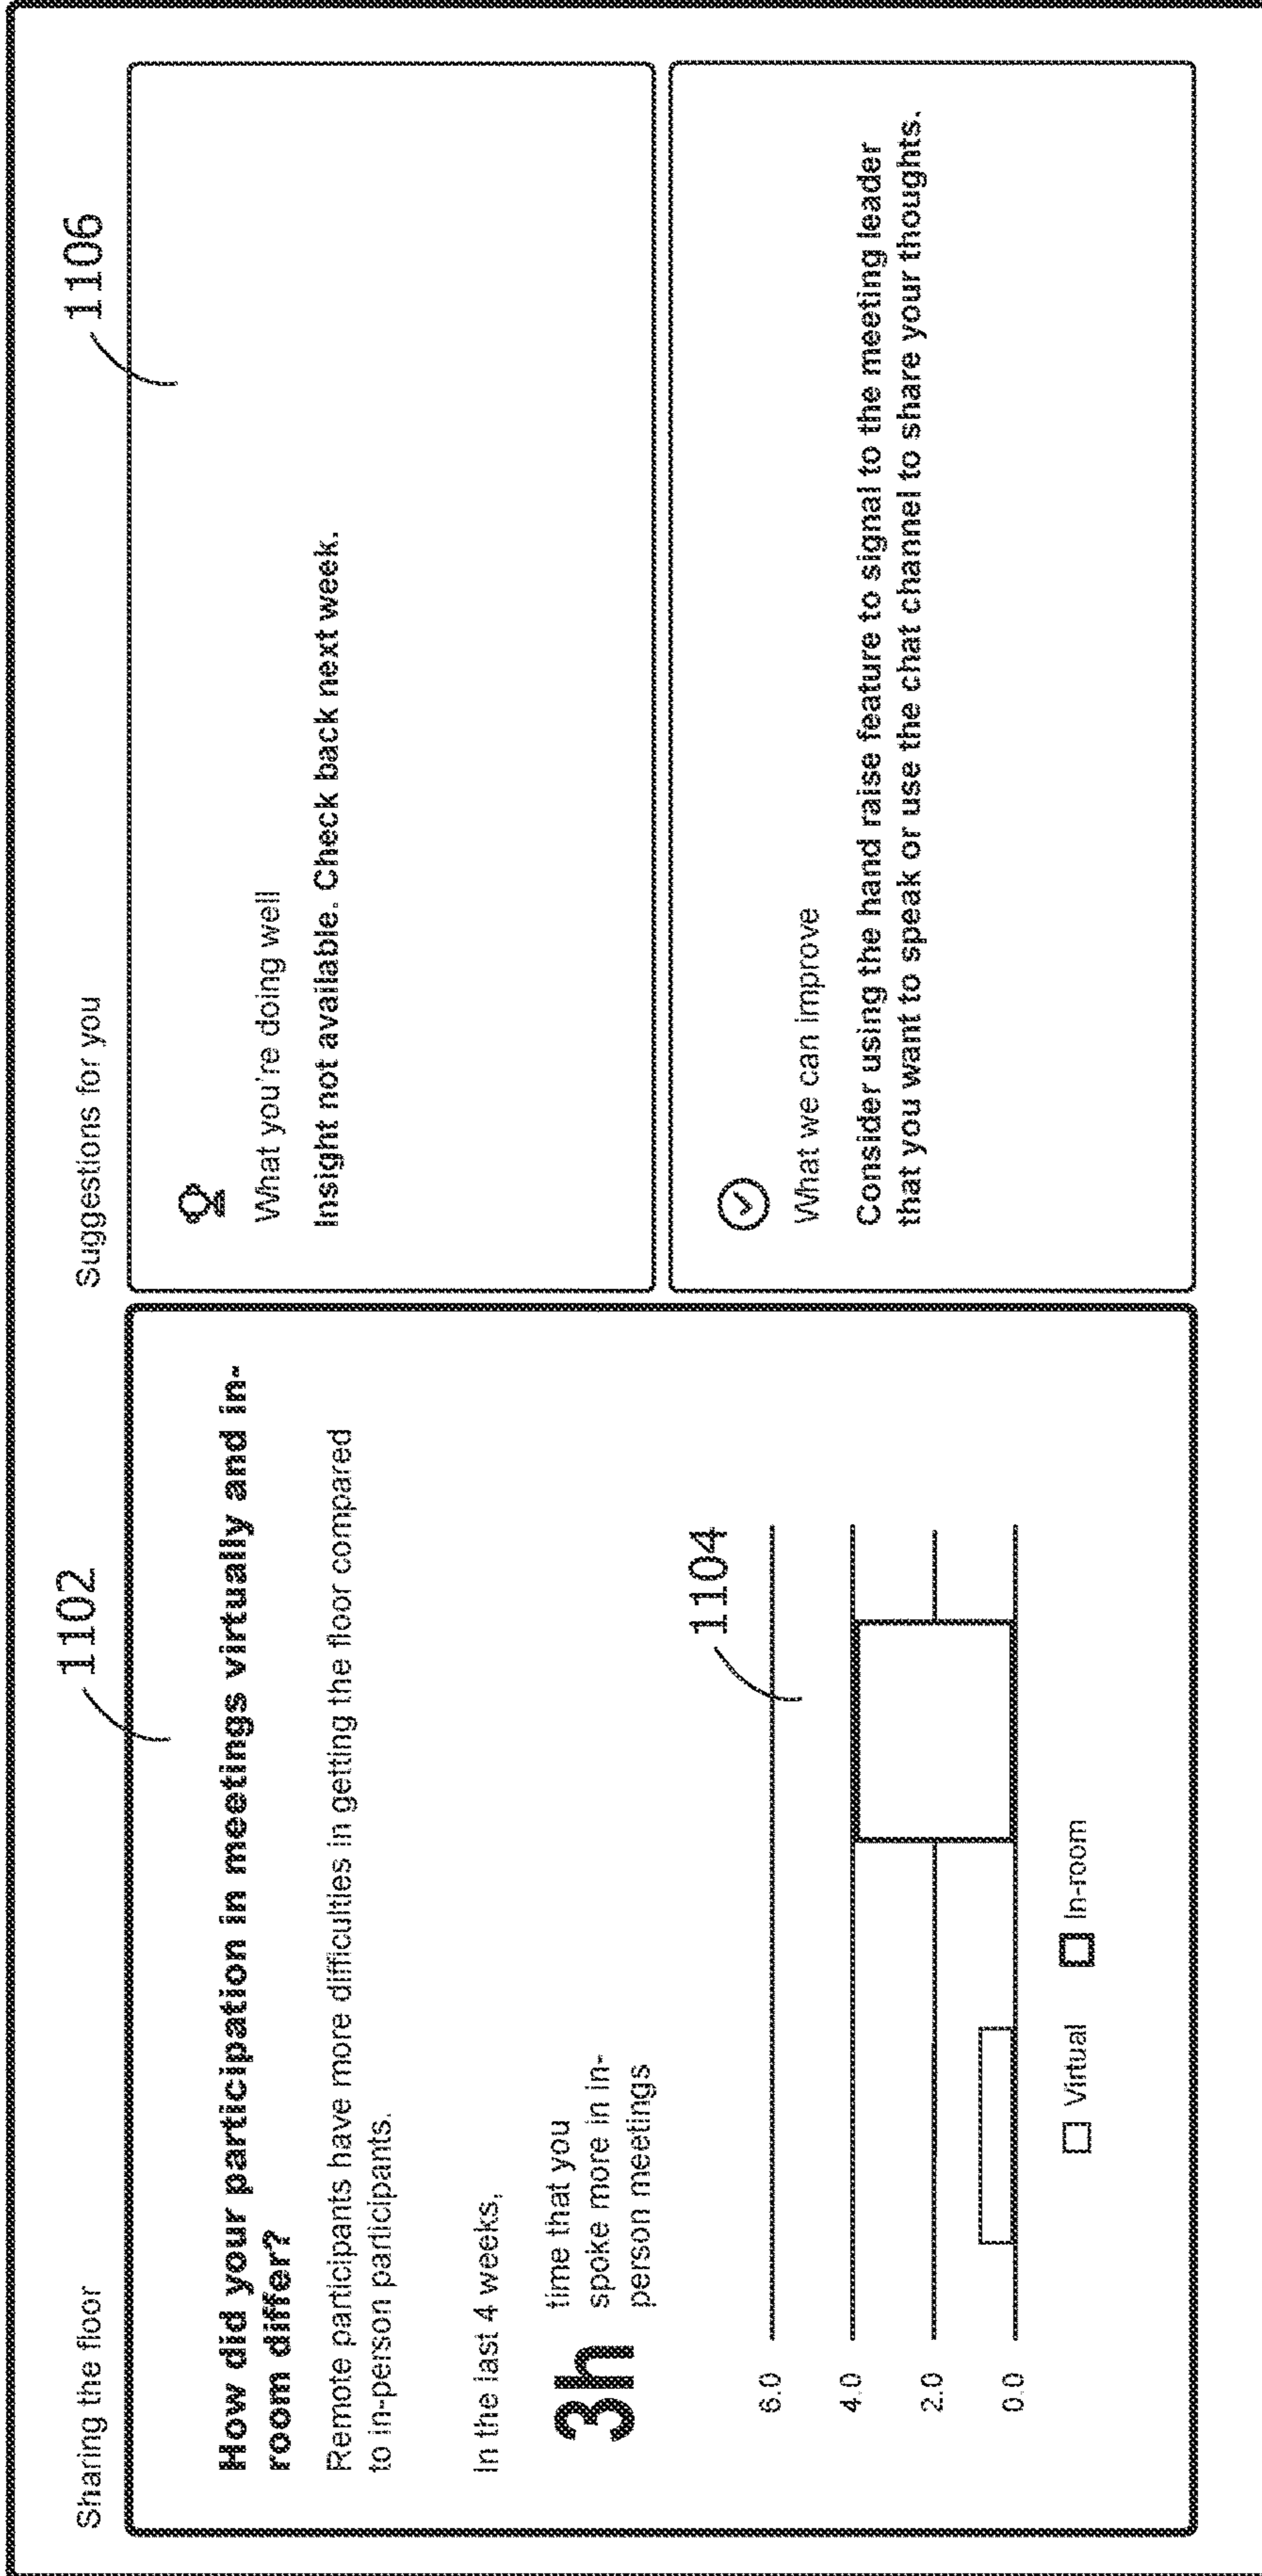 Sharing the floor
1102
How did your participation in meetings virtually and in-
room differ?
Remote participants have more difficulties in getting the floor compared
to in-person participants.
In the last 4 weeks,
3h
time that you
spoke more in in-
person meetings
1104
6.0
4.0
2.0
0.0
Virtual
In-room
Suggestions for you
1106
What you're doing well
Insight not available. Check back next week.
What we can improve
Consider using the hand raise feature to signal to the meeting leader
that you want to speak or use the chat channel to share your thoughts.